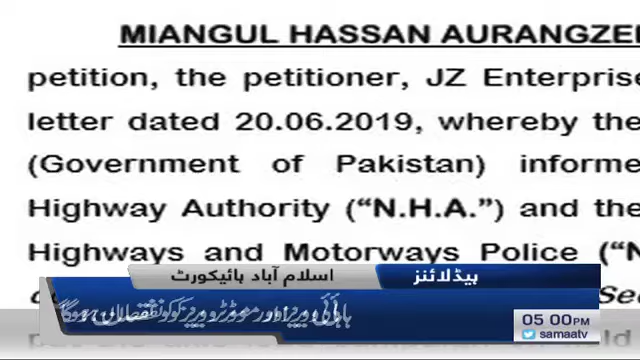 MIANGUL HASSAN AURANGZE
petition, the petitioner, JZ Enterprise
letter dated 20.06.2019, whereby the
(Government of Pakistan) informe
Highway Authority ("N.H.A.") and the
Highways and Motorways Police ("N
اسلام آباد ہائیکورٹ
ہیڈلائنز
05:00PM
samaatv